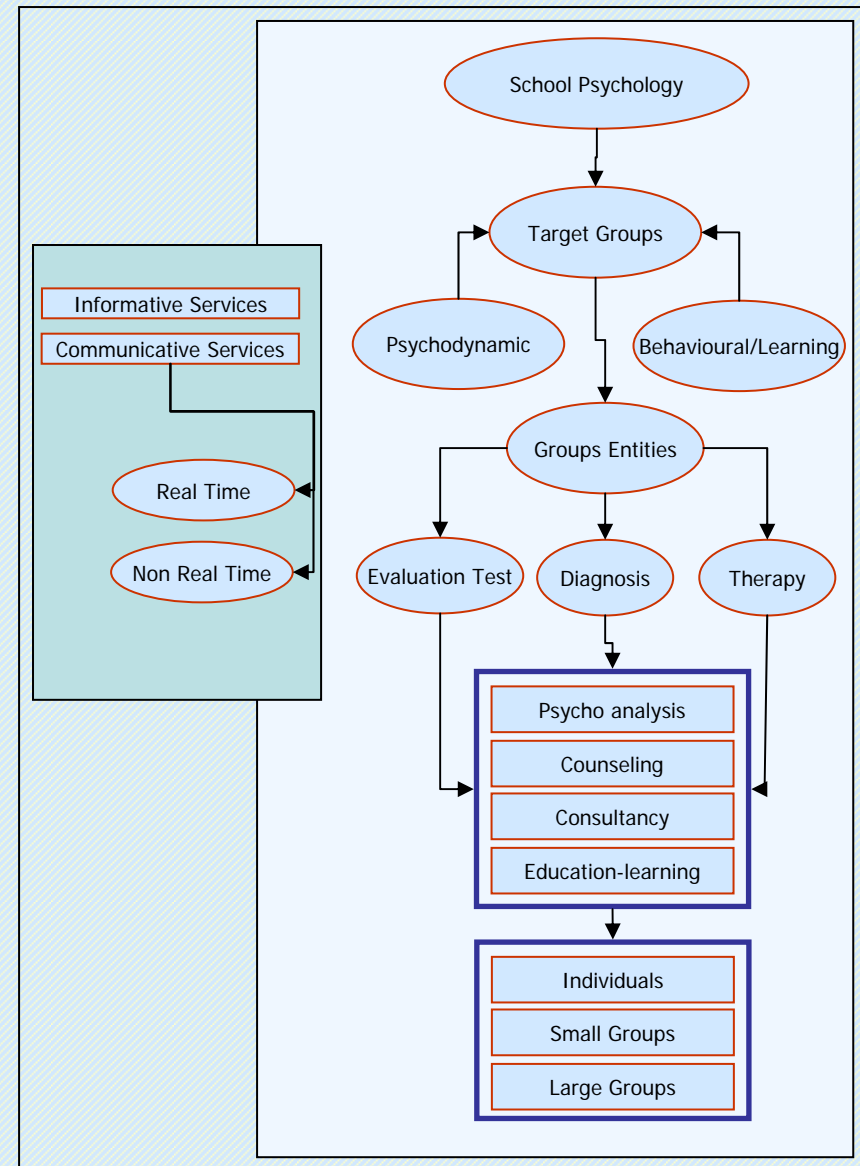 School Psychology
Target Groups
Informative Services
Communicative Services
Psychodynamic
Behavioural/Learning
Groups Entities
Real Time
Non Real Time
Evaluation Test
Diagnosis
Therapy
Psycho analysis
Counseling
Consultancy
Education-learning
Individuals
Small Groups
Large Groups